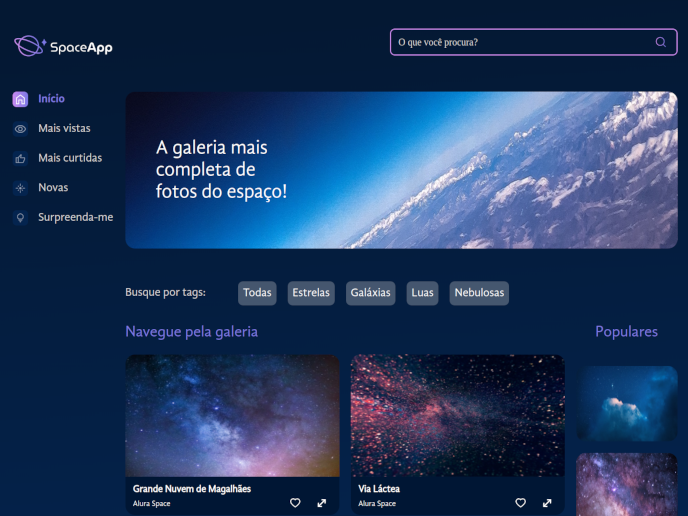 SpaceApp
O que você procura?
Início
Mais vistas
Mais curtidas
Novas
Surpreenda-me
A galeria mais
completa de
fotos do espaço!
Busque por tags:
Todas
Estrelas
Galáxias
Luas
Nebulosas
Navegue pela galeria
Populares
Grande Nuvem de Magalhães
Alura Space
Via Láctea
Alura Space